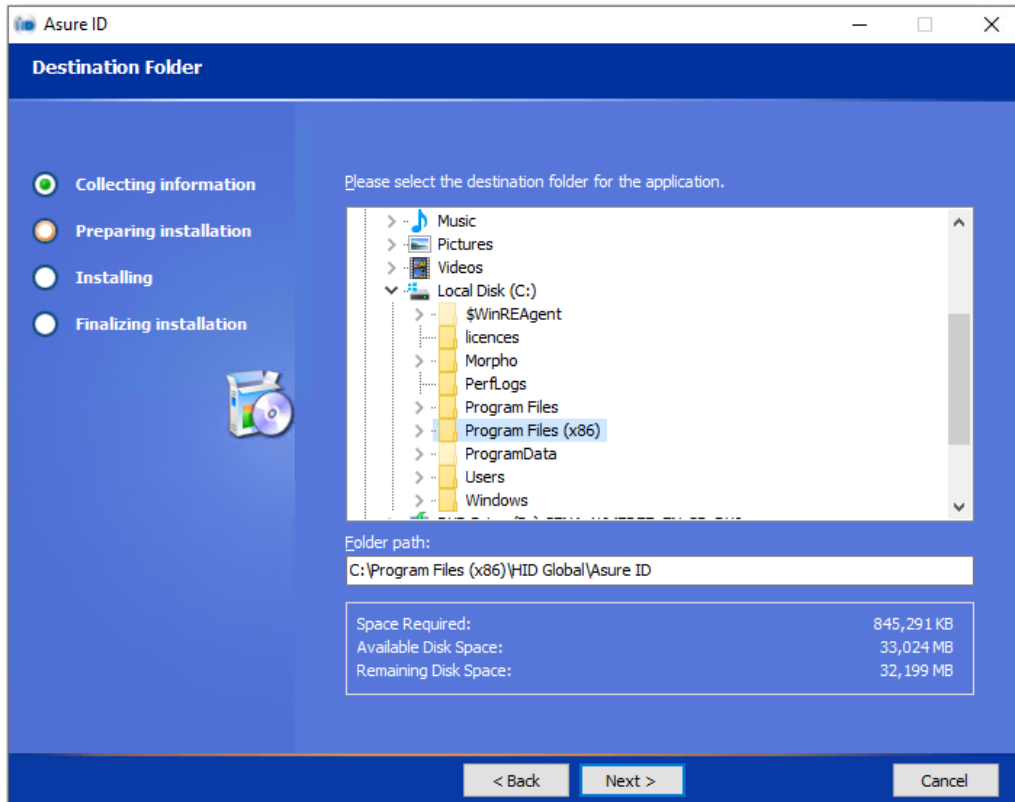 Asure ID
Destination Folder
Collecting information
Preparing installation
Installing
Finalizing installation
Please select the destination folder for the application.
Music
Pictures
Videos
Local Disk (C:)
$WinREAgent
licences
Morpho
PerfLogs
Program Files
Program Files (x86)
ProgramData
Users
Windows
Folder path:
C:\Program Files (x86)\HID Global\Asure ID
Space Required: 845,291 KB
Available Disk Space: 33,024 MB
Remaining Disk Space: 32,199 MB
< Back Next > Cancel